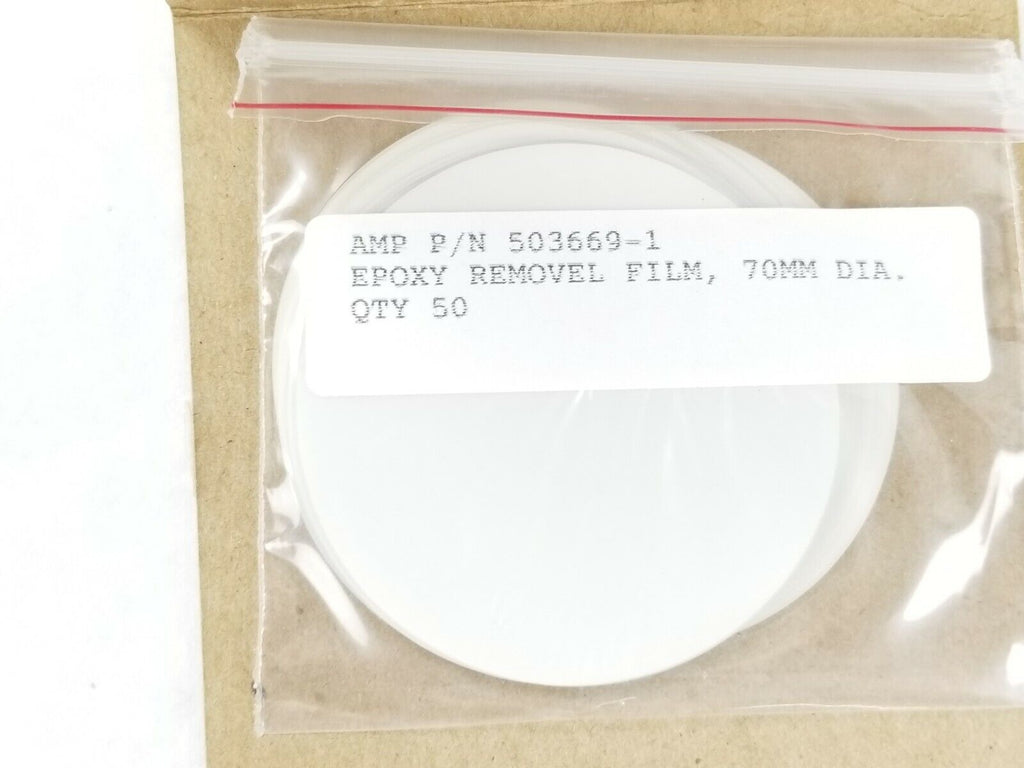 AMP P/N 503669-1
EPOXY REMOVEL FILM, 70MM DIA.
QTY 50